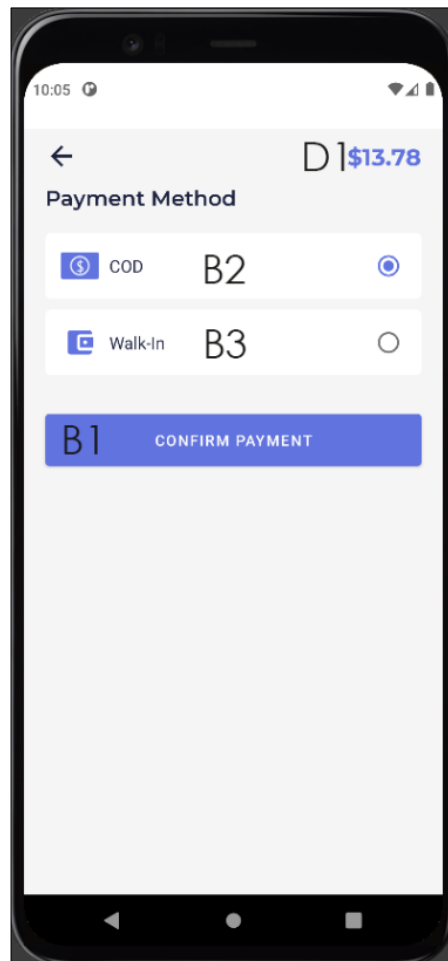 10:05
D1 $13.78
Payment Method
COD B2
Walk-In B3
B1 CONFIRM PAYMENT